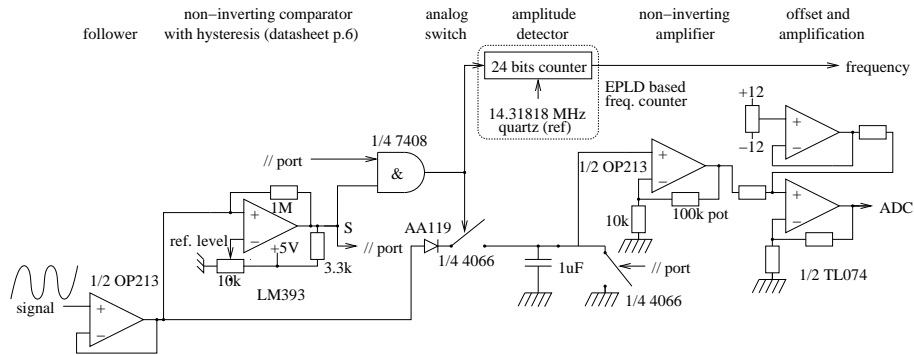 follower
non-inverting comparator
with hysteresis (datasheet p.6)
analog
switch
amplitude
detector
non-inverting
amplifier
offset and
amplification
24 bits counter
frequency
EPLD based
freq. counter
14.31818 MHz
quartz (ref)
+12
-12
+
−
1/4 7408
// port
&
1/2 OP213
+
−
10k
100k pot
+
−
ADC
1/2 TL074
1M
+
−
S
// port
ref. level
+5V
10k
3.3k
LM393
AA119
1/4 4066
1uF
// port
1/4 4066
signal
1/2 OP213
+
−